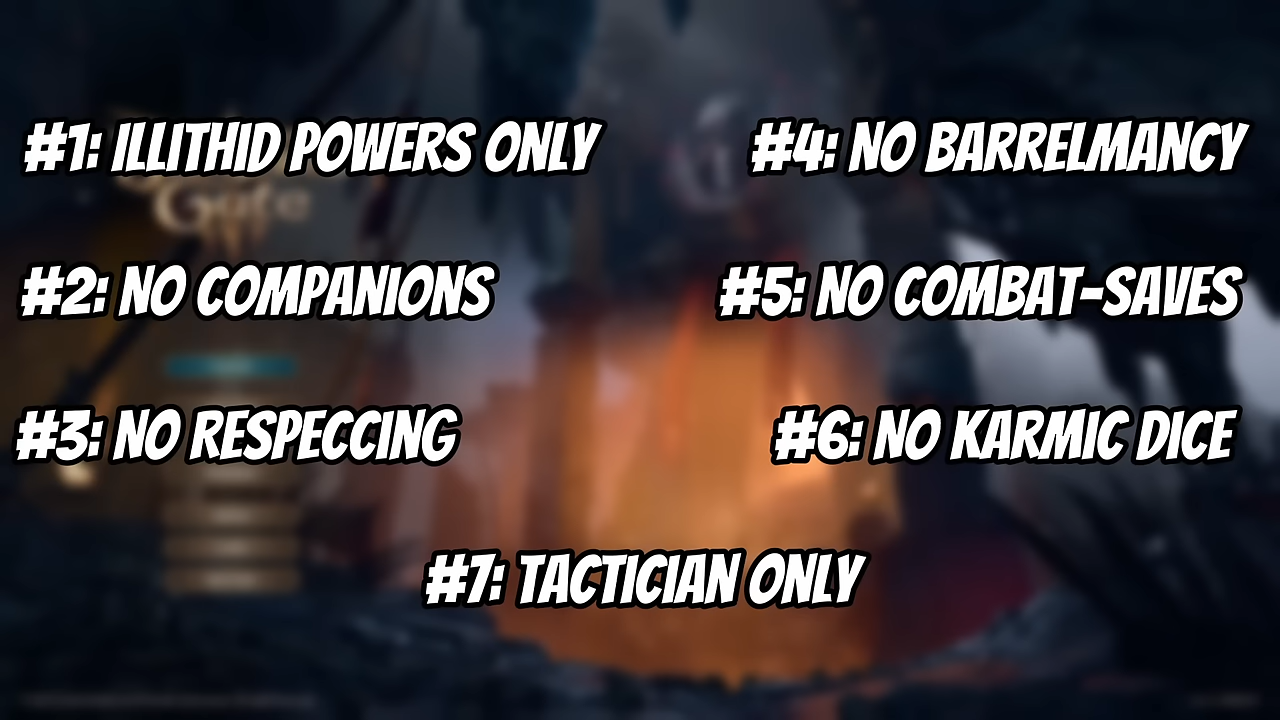 #1: ILLITHID POWERS ONLY
#2: NO COMPANIONS
#3: NO RESPECCING
#4: NO BARRELMANCY
#5: NO COMBAT-SAVES
#6: NO KARMIC DICE
#7: TACTICIAN ONLY
Gate